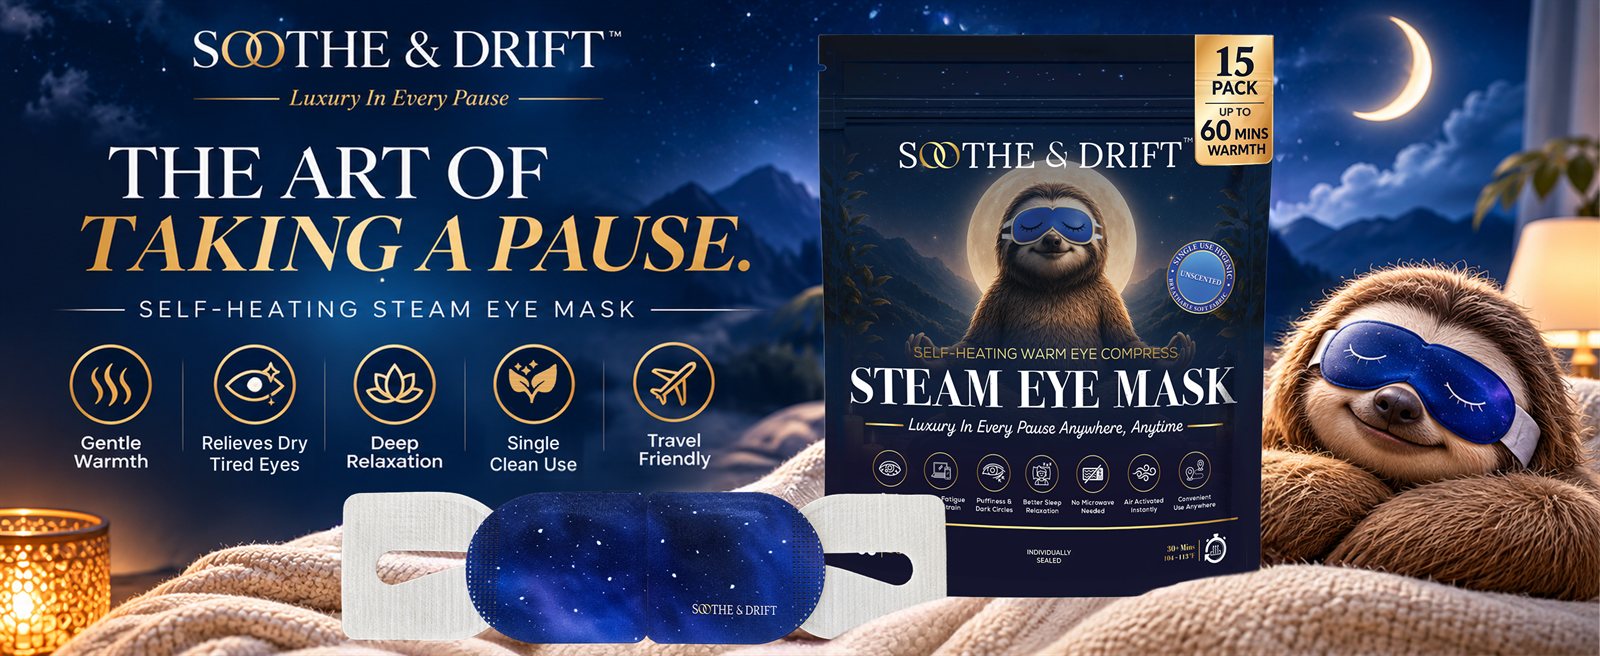 SOOTHE & DRIFT™
Luxury In Every Pause
THE ART OF
TAKING A PAUSE.
SELF-HEATING STEAM EYE MASK
Gentle
Warmth
Relieves Dry
Tired Eyes
Deep
Relaxation
Single
Clean Use
Travel
Friendly
SOOTHE & DRIFT
15
PACK
UP TO
60 MINS
WARMTH
SOOTHE & DRIFT™
SINGLE USE HYGENIC
UNSCENTED
BREATHABLE SOFT FABRIC
SELF-HEATING WARM EYE COMPRESS
STEAM EYE MASK
Luxury In Every Pause Anywhere, Anytime
Fatigue
Puffiness &
Dark Circles
Better Sleep
Relaxation
No Microwave
Needed
Air Activated
Instantly
Convenient
Use Anywhere
INDIVIDUALLY
SEALED
30+ Mins
104 - 113 °F